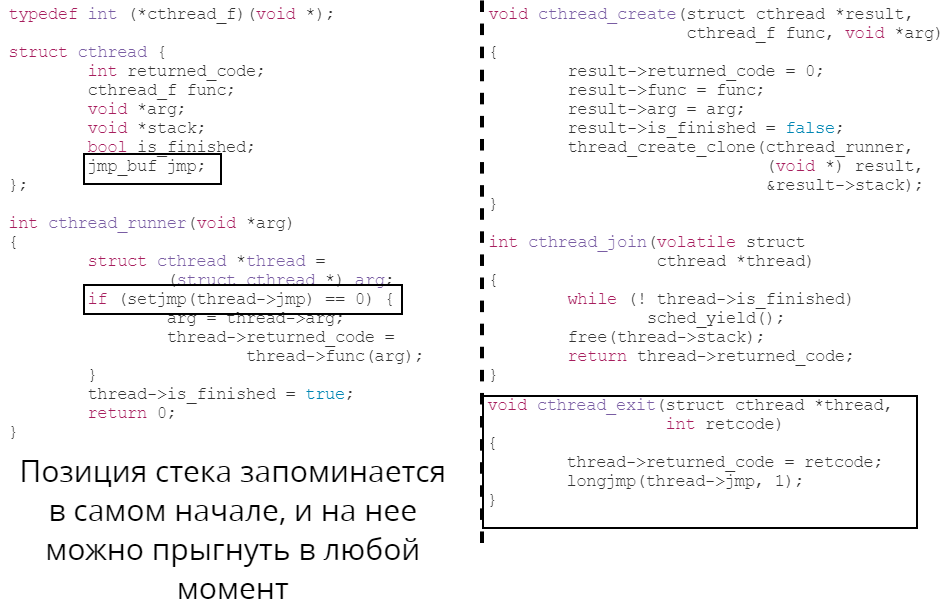 typedef int (*cthread_f)(void *);
struct cthread {
        int returned_code;
        cthread_f func;
        void *arg;
        void *stack;
        bool is_finished;
        jmp_buf jmp;
};
int cthread_runner(void *arg)
{
        struct cthread *thread =
                (struct cthread *) arg;
        if (setjmp(thread->jmp) == 0) {
                arg = thread->arg;
                thread->returned_code =
                        thread->func(arg);
        }
        thread->is_finished = true;
        return 0;
}
Позиция стека запоминается
в самом начале, и на нее
можно прыгнуть в любой
момент
void cthread_create(struct cthread *result,
                    cthread_f func, void *arg)
{
        result->returned_code = 0;
        result->func = func;
        result->arg = arg;
        result->is_finished = false;
        thread_create_clone(cthread_runner,
                            (void *) result,
                            &result->stack);
}
int cthread_join(volatile struct
                 cthread *thread)
{
        while (! thread->is_finished)
                sched_yield();
        free(thread->stack);
        return thread->returned_code;
}
void cthread_exit(struct cthread *thread,
                  int retcode)
{
        thread->returned_code = retcode;
        longjmp(thread->jmp, 1);
}